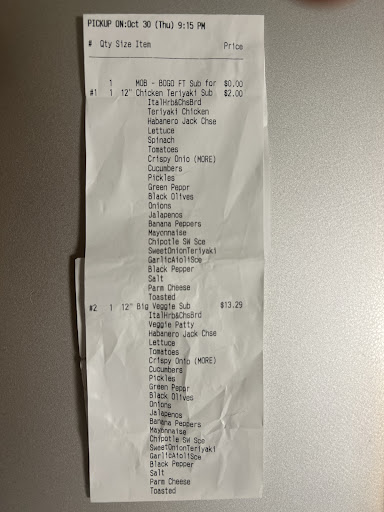 PICKUP ON:Oct 30 (Thu) 9:15 PM
# Qty Size Item Price
1 MOB - BOGO FT Sub for $0.00
#1 1 12" Chicken Teriyaki Sub $2.00
ItalHrb&ChsBrd
Teriyaki Chicken
Habanero Jack Chse
Lettuce
Spinach
Tomatoes
Crispy Onio (MORE)
Cucumbers
Pickles
Green Peppr
Black Olives
Onions
Jalapenos
Banana Peppers
Mayonnaise
Chipotle SW Sce
SweetOnionTeriyaki
GarlicAioliSce
Black Pepper
Salt
Parm Cheese
Toasted
#2 1 12" Big Veggie Sub $13.29
ItalHrb&ChsBrd
Veggie Patty
Habanero Jack Chse
Lettuce
Tomatoes
Crispy Onio (MORE)
Cucumbers
Pickles
Green Peppr
Black Olives
Onions
Jalapenos
Banana Peppers
Mayonnaise
Chipotle SW Sce
SweetOnionTeriyaki
GarlicAioliSce
Black Pepper
Salt
Parm Cheese
Toasted